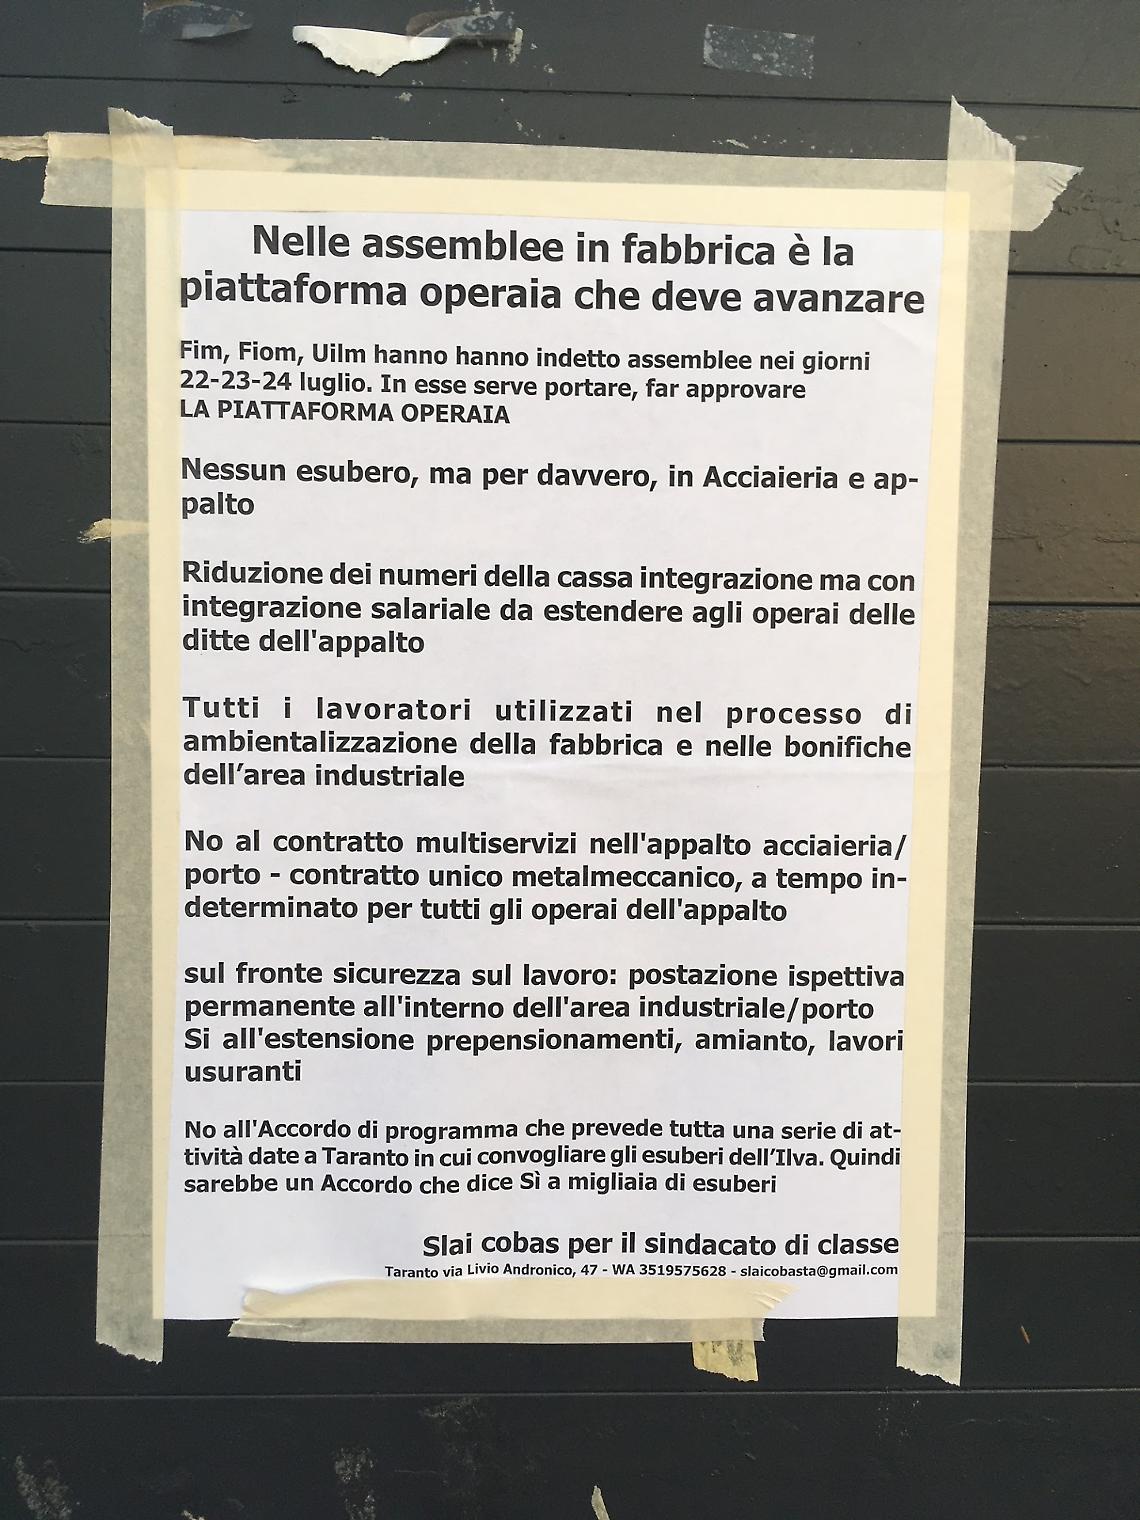 Nelle assemblee in fabbrica è la
piattaforma operaia che deve avanzare
Fim, Fiom, Uilm hanno hanno indetto assemblee nei giorni
22-23-24 luglio. In esse serve portare, far approvare
LA PIATTAFORMA OPERAIA
Nessun esubero, ma per davvero, in Acciaieria e ap-
palto
Riduzione dei numeri della cassa integrazione ma con
integrazione salariale da estendere agli operai delle
ditte dell'appalto
Tutti i lavoratori utilizzati nel processo di
ambientalizzazione della fabbrica e nelle bonifiche
dell’area industriale
No al contratto multiservizi nell'appalto acciaieria/
porto - contratto unico metalmeccanico, a tempo in-
determinato per tutti gli operai dell'appalto
sul fronte sicurezza sul lavoro: postazione ispettiva
permanente all'interno dell'area industriale/porto
Si all'estensione prepensionamenti, amianto, lavori
usuranti
No all'Accordo di programma che prevede tutta una serie di at-
tività date a Taranto in cui convogliare gli esuberi dell’Ilva. Quindi
sarebbe un Accordo che dice Sì a migliaia di esuberi
Slai cobas per il sindacato di classe
Taranto via Livio Andronico, 47 - WA 3519575628 - slaicobasta@gmail.com